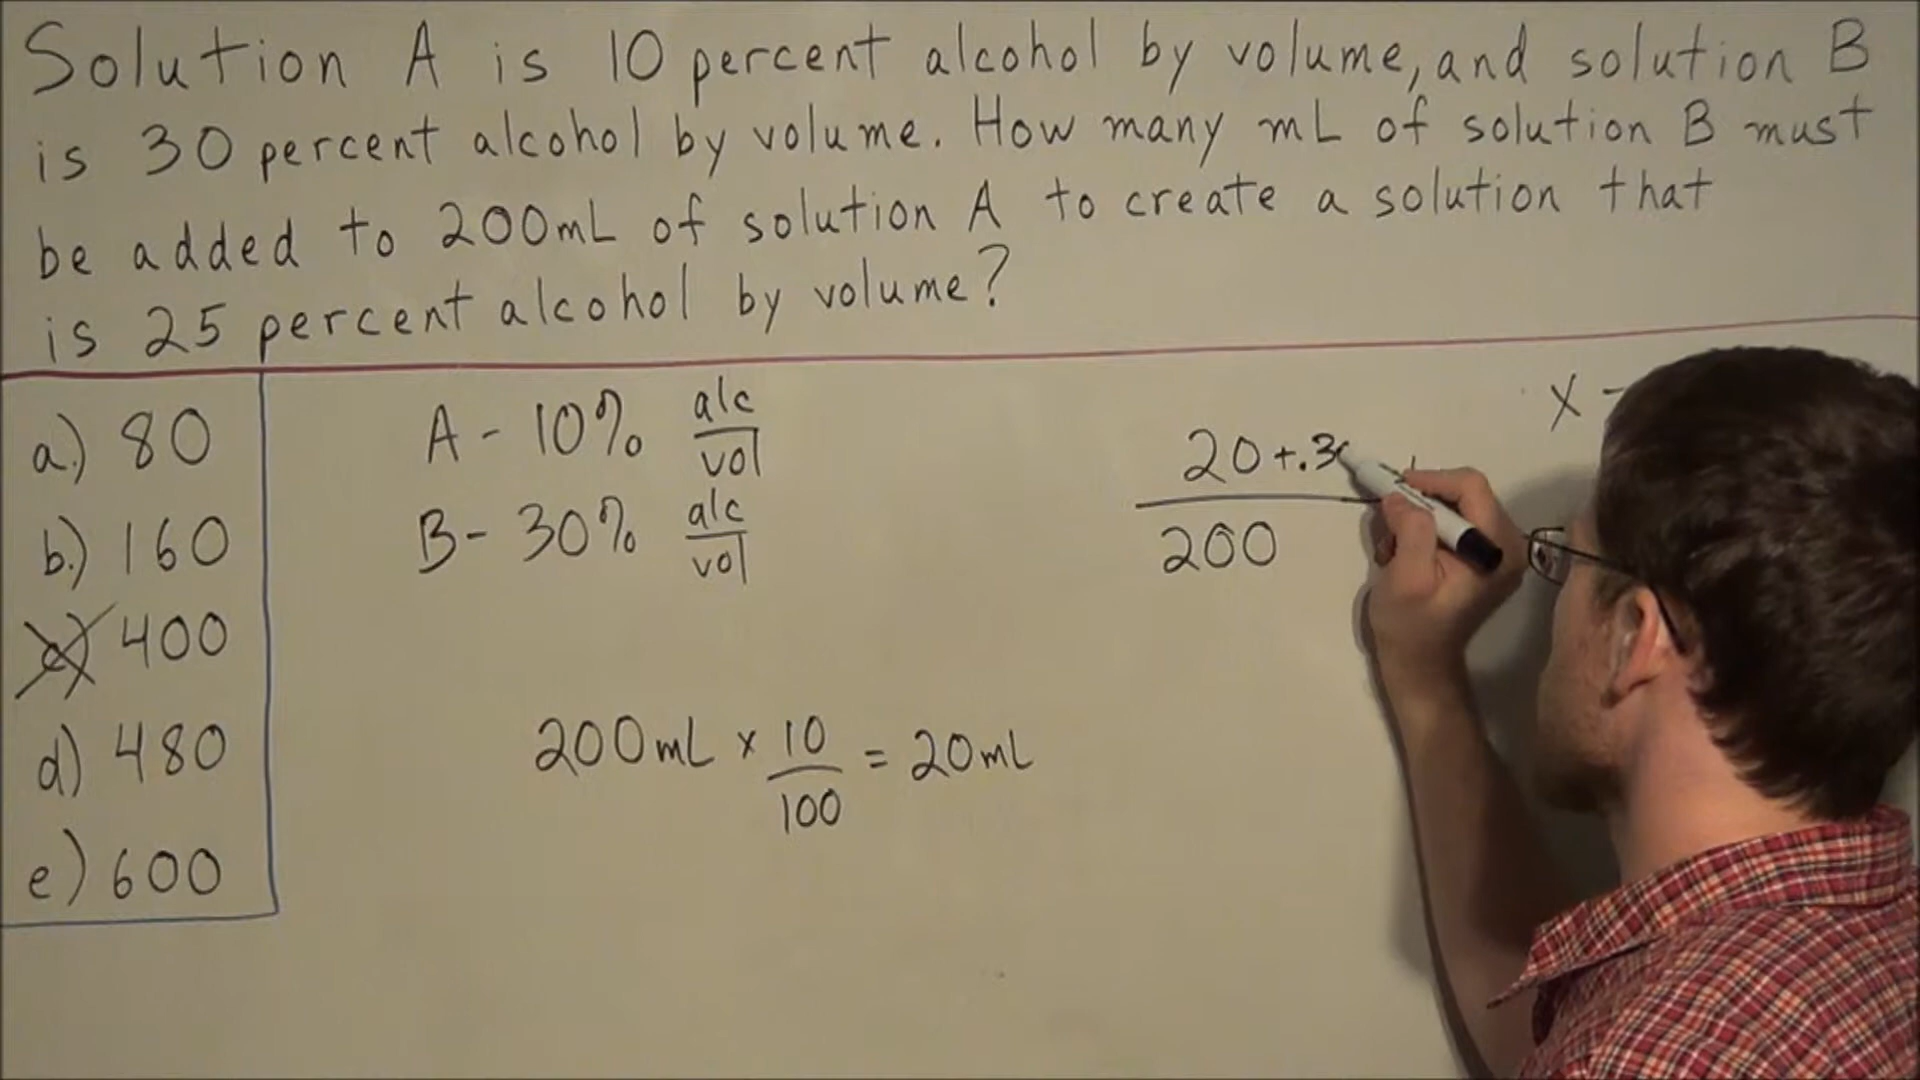 Solution A is 10 percent alcohol by volume, and solution B
is 30 percent alcohol by volume. How many mL of solution B must
be added to 200mL of solution A to create a solution that
is 25 percent alcohol by volume?
a.) 80
b.) 160
c) 400
d) 480
e) 600
A - 10% alc/vol
B - 30% alc/vol
200mL x 10/100 = 20mL
X -
20 + .3
200